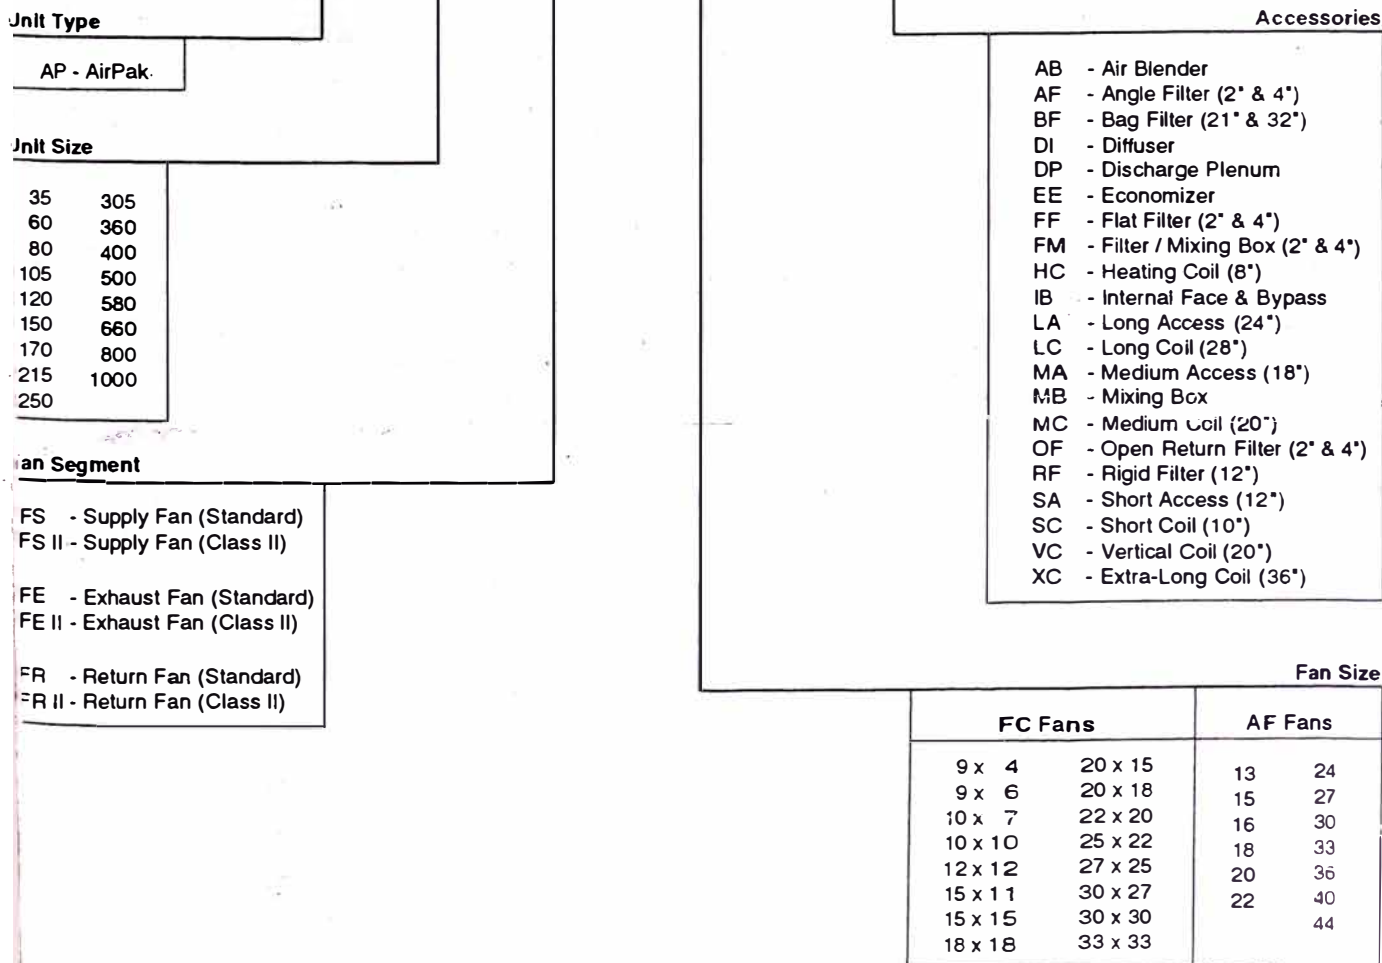 Unit Type
AP - AirPak
Unit Size
35 305
60 360
80 400
105 500
120 580
150 660
170 800
215 1000
250
an Segment
FS - Supply Fan (Standard)
FS II - Supply Fan (Class II)
FE - Exhaust Fan (Standard)
FE II - Exhaust Fan (Class II)
FR - Return Fan (Standard)
FR II - Return Fan (Class II)
Accessories
AB - Air Blender
AF - Angle Filter (2" & 4")
BF - Bag Filter (21" & 32")
DI - Diffuser
DP - Discharge Plenum
EE - Economizer
FF - Flat Filter (2" & 4")
FM - Filter / Mixing Box (2" & 4")
HC - Heating Coil (8")
IB - Internal Face & Bypass
LA - Long Access (24")
LC - Long Coil (28")
MA - Medium Access (18")
MB - Mixing Box
MC - Medium Coil (20")
OF - Open Return Filter (2" & 4")
RF - Rigid Filter (12")
SA - Short Access (12")
SC - Short Coil (10")
VC - Vertical Coil (20")
XC - Extra-Long Coil (36")
Fan Size
FC Fans AF Fans
9 x 4 20 x 15 13 24
9 x 6 20 x 18 15 27
10 x 7 22 x 20 16 30
10 x 10 25 x 22 18 33
12 x 12 27 x 25 20 36
15 x 11 30 x 27 22 40
15 x 15 30 x 30 44
18 x 18 33 x 33